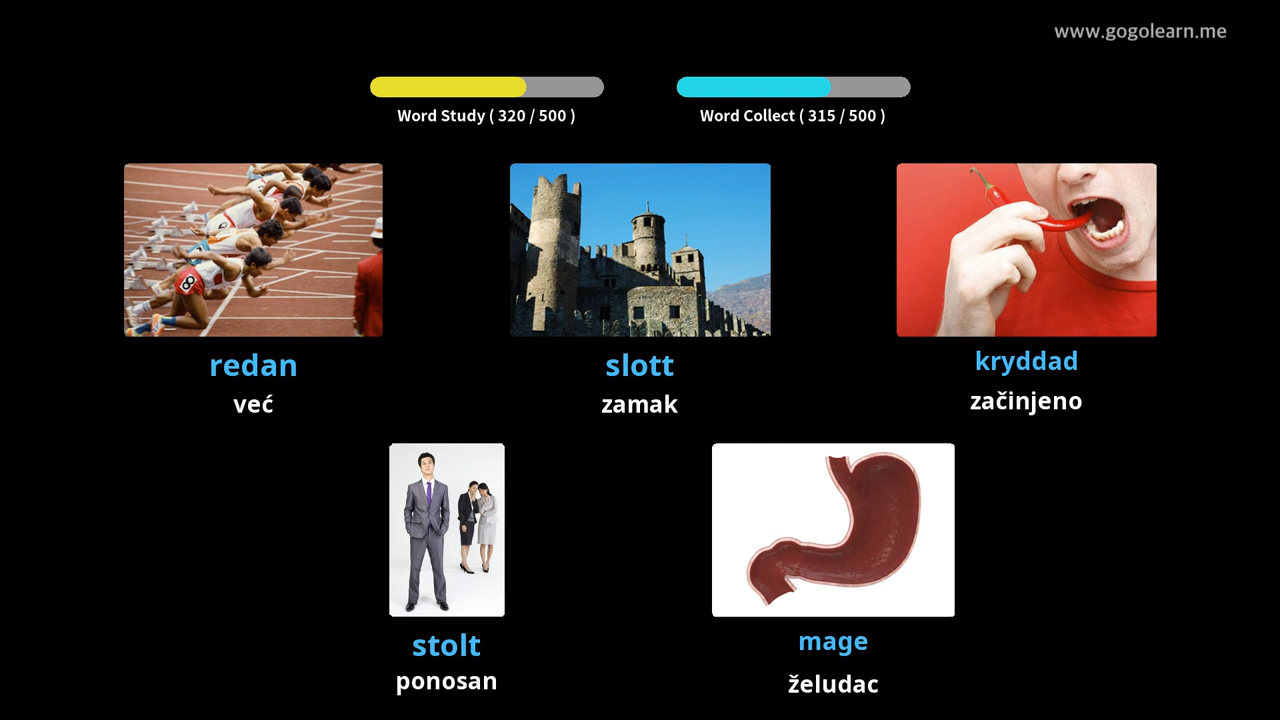 www.gogolearn.me
Word Study ( 320 / 500 )
Word Collect ( 315 / 500 )
8
redan
već
slott
zamak
kryddad
začinjeno
stolt
ponosan
mage
želudac